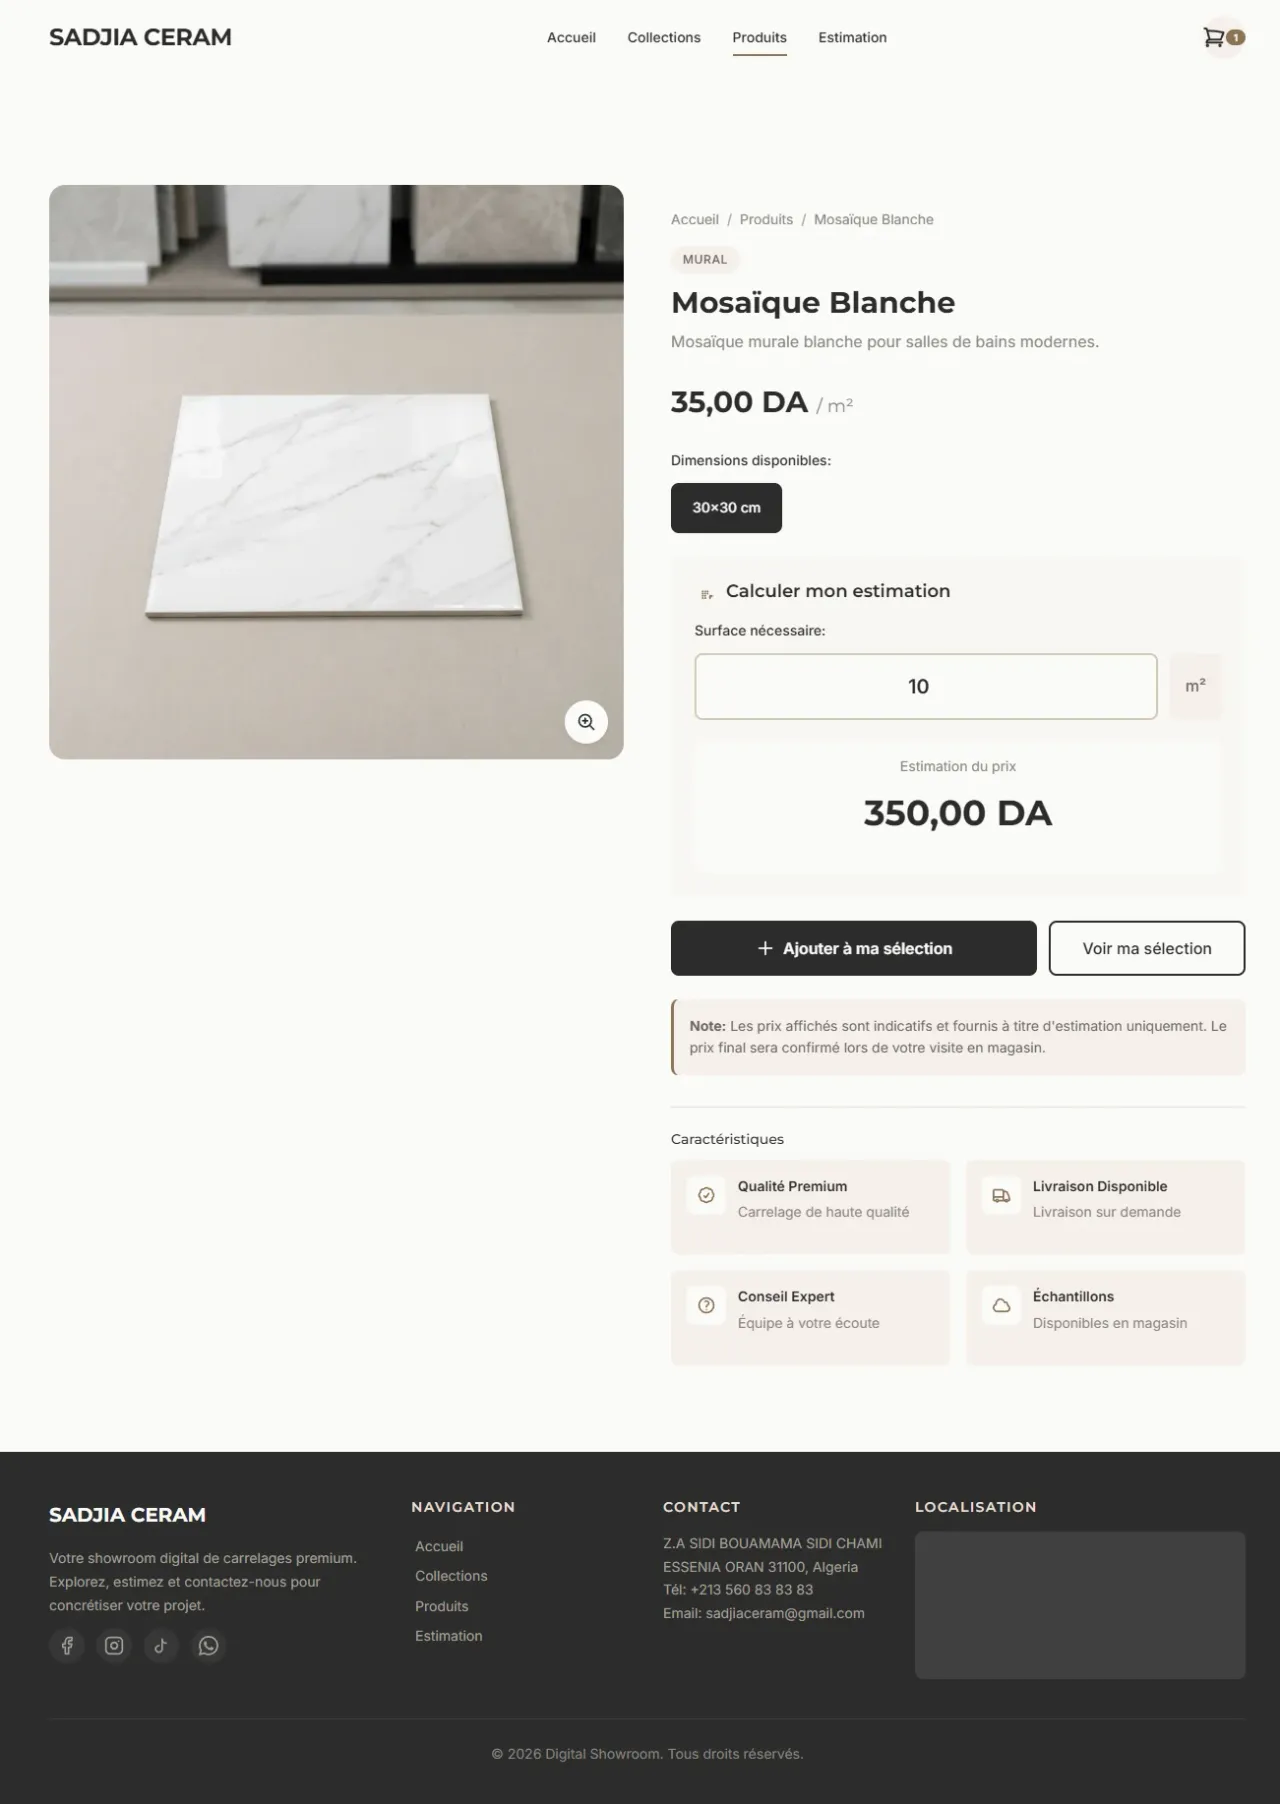 SADJIA CERAM
Accueil
Collections
Produits
Estimation
1
Accueil / Produits / Mosaïque Blanche
MURAL
Mosaïque Blanche
Mosaïque murale blanche pour salles de bains modernes.
35,00 DA / m²
Dimensions disponibles:
30×30 cm
Calculer mon estimation
Surface nécessaire:
10
m²
Estimation du prix
350,00 DA
Ajouter à ma sélection
Voir ma sélection
Note: Les prix affichés sont indicatifs et fournis à titre d'estimation uniquement. Le
prix final sera confirmé lors de votre visite en magasin.
Caractéristiques
Qualité Premium
Carrelage de haute qualité
Livraison Disponible
Livraison sur demande
Conseil Expert
Équipe à votre écoute
Échantillons
Disponibles en magasin
SADJIA CERAM
Votre showroom digital de carrelages premium.
Explorez, estimez et contactez-nous pour
concrétiser votre projet.
NAVIGATION
Accueil
Collections
Produits
Estimation
CONTACT
Z.A SIDI BOUAMAMA SIDI CHAMI
ESSENIA ORAN 31100, Algeria
Tél: +213 560 83 83 83
Email: sadjiaceram@gmail.com
LOCALISATION
© 2026 Digital Showroom. Tous droits réservés.